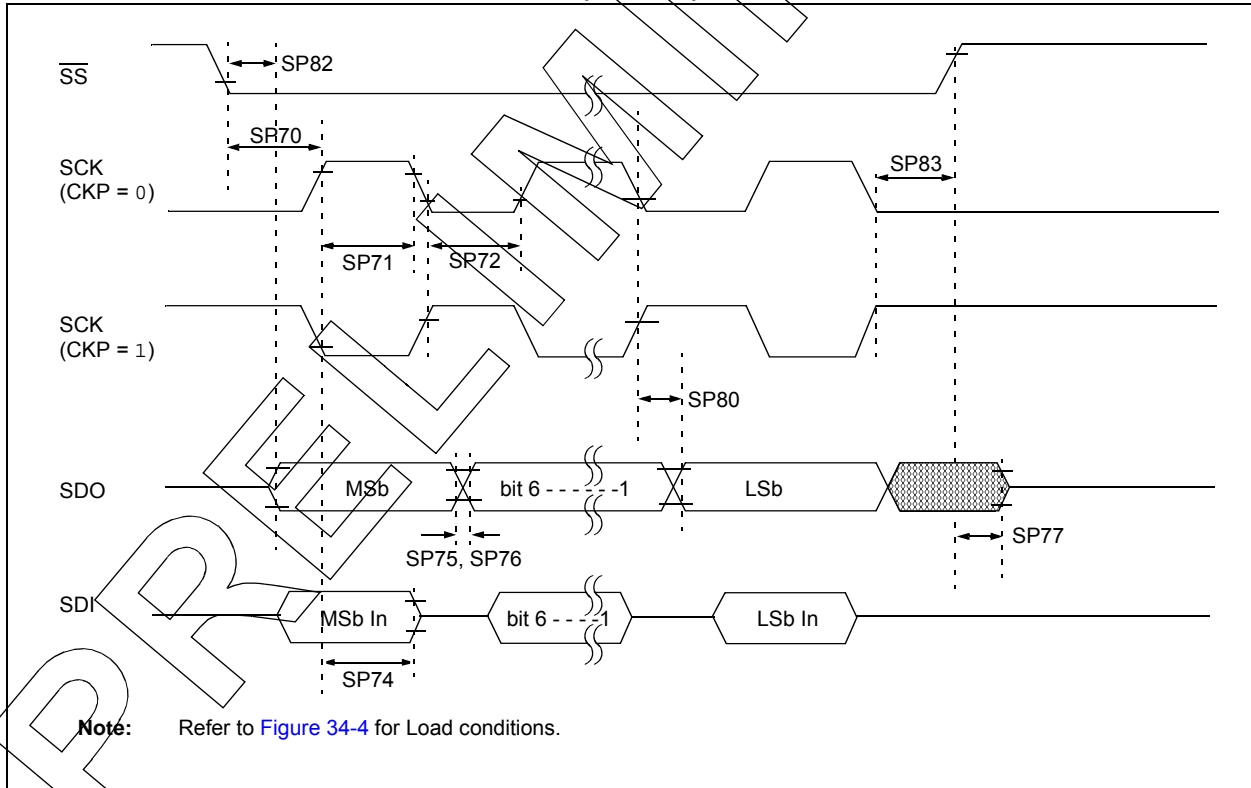 SS
SP82
SP70
SCK
(CKP = 0)
SP83
SP71
SP72
SCK
(CKP = 1)
SP80
SDO
MSb
bit 6 - - - - - -1
LSb
SP75, SP76
SP77
SDI
MSb In
bit 6 - - - -1
LSb In
SP74
Note: Refer to Figure 34-4 for Load conditions.
PRELIMIN